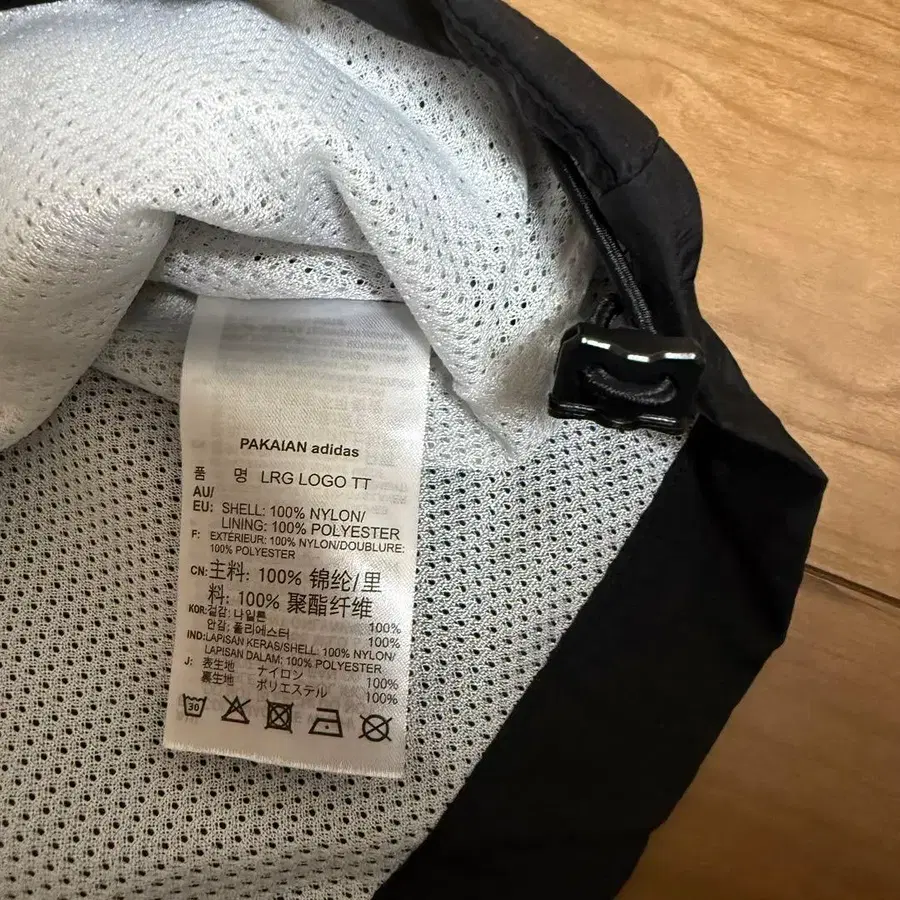 PAKAIAN adidas
품 명 LRG LOGO TT
AU/
EU: SHELL: 100% NYLON/
LINING: 100% POLYESTER
F: EXTÉRIEUR: 100% NYLON/DOUBLURE:
100% POLYESTER
CN: 主料: 100% 锦纶/里
料: 100% 聚酯纤维
KOR: 겉감: 나일론 100%
안감: 폴리에스터 100%
IND: LAPISAN KERAS/SHELL: 100% NYLON/
LAPISAN DALAM: 100% POLYESTER
J: 表生地 ナイロン 100%
裏生地 ポリエステル 100%
30